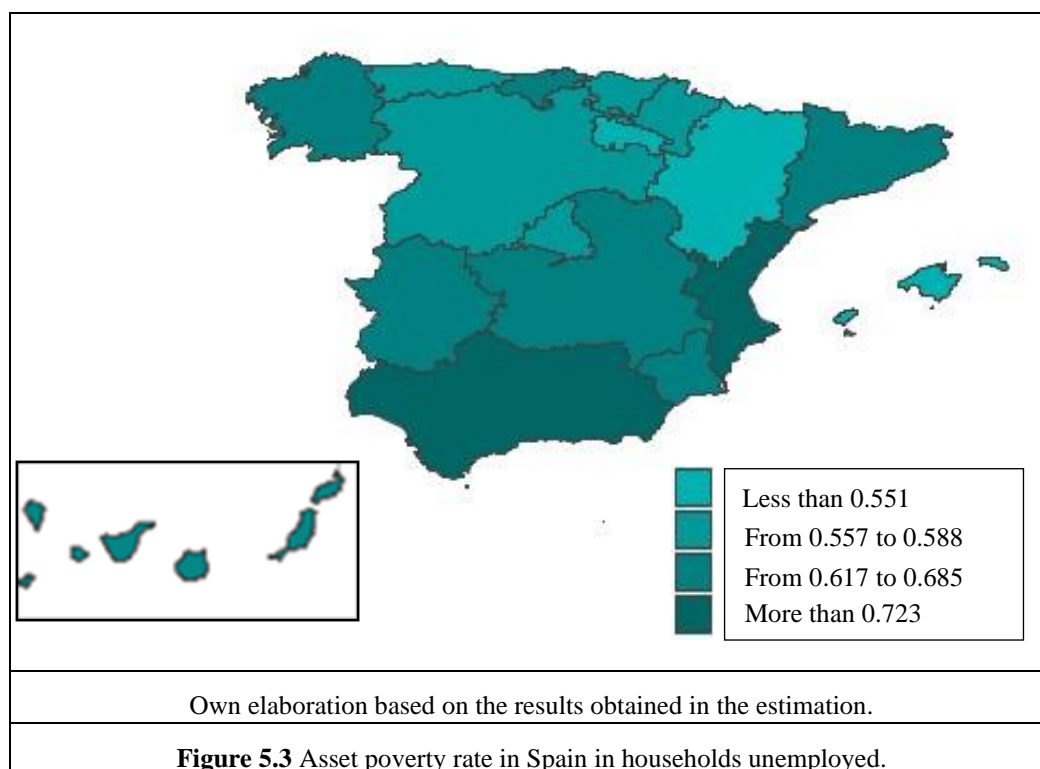 Less than 0.551
From 0.557 to 0.588
From 0.617 to 0.685
More than 0.723
Own elaboration based on the results obtained in the estimation.
Figure 5.3 Asset poverty rate in Spain in households unemployed.